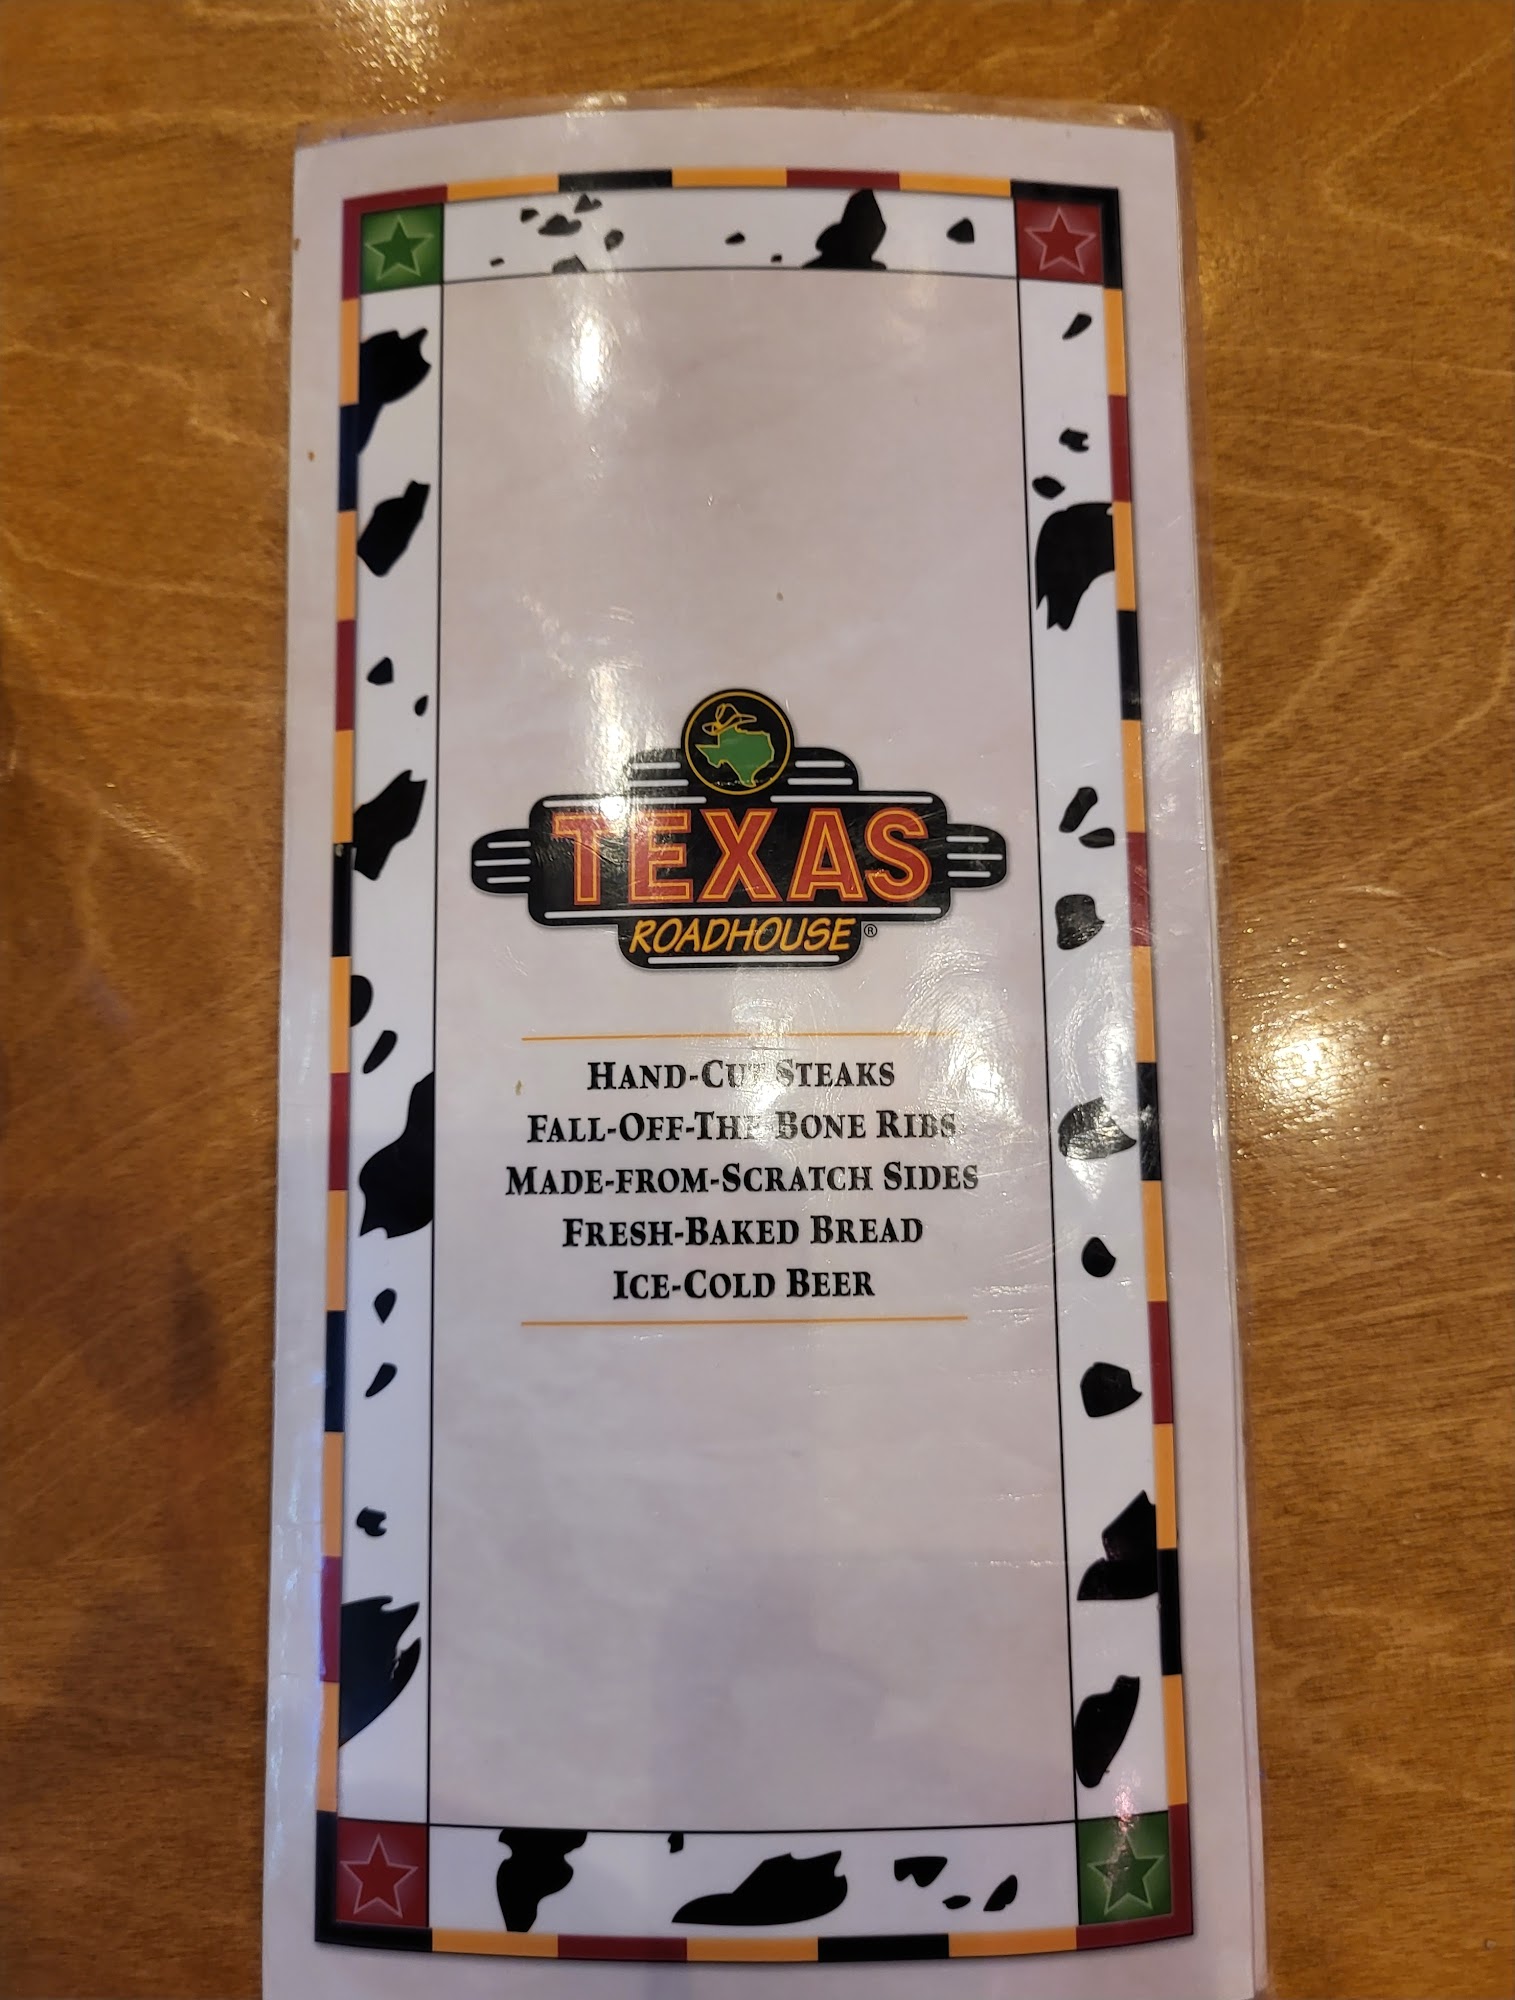 TEXAS
ROADHOUSE®
HAND-CUT STEAKS
FALL-OFF-THE BONE RIBS
MADE-FROM-SCRATCH SIDES
FRESH-BAKED BREAD
ICE-COLD BEER